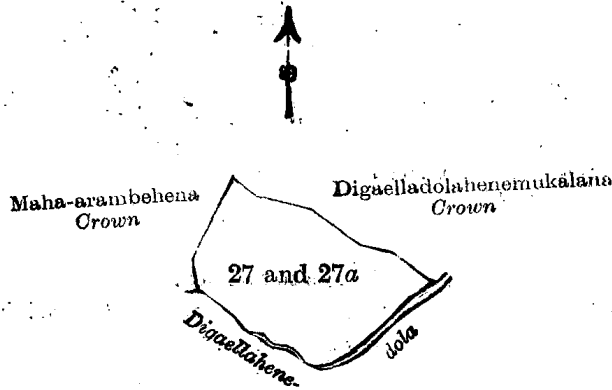 Maha-arambehena
Crown
Digaelladolahenemukalana
Crown
27 and 27a
Digaellahene-
dola